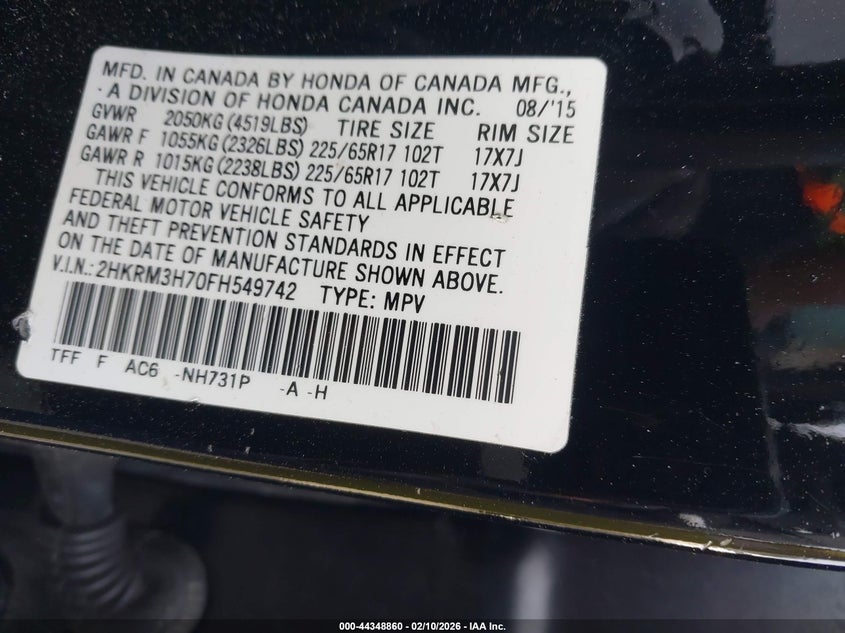 MFD. IN CANADA BY HONDA OF CANADA MFG.,
A DIVISION OF HONDA CANADA INC. 08/'15
GVWR 2050KG (4519LBS) TIRE SIZE RIM SIZE
GAWR F 1055KG (2326LBS) 225/65R17 102T 17X7J
GAWR R 1015KG (2238LBS) 225/65R17 102T 17X7J
THIS VEHICLE CONFORMS TO ALL APPLICABLE
FEDERAL MOTOR VEHICLE SAFETY
AND THEFT PREVENTION STANDARDS IN EFFECT
ON THE DATE OF MANUFACTURE SHOWN ABOVE.
V.I.N.: 2HKRM3H70FH549742 TYPE: MPV
TFF F AC6 -NH731P -A -H
000-44348860 - 02/10/2026 - IAA Inc.